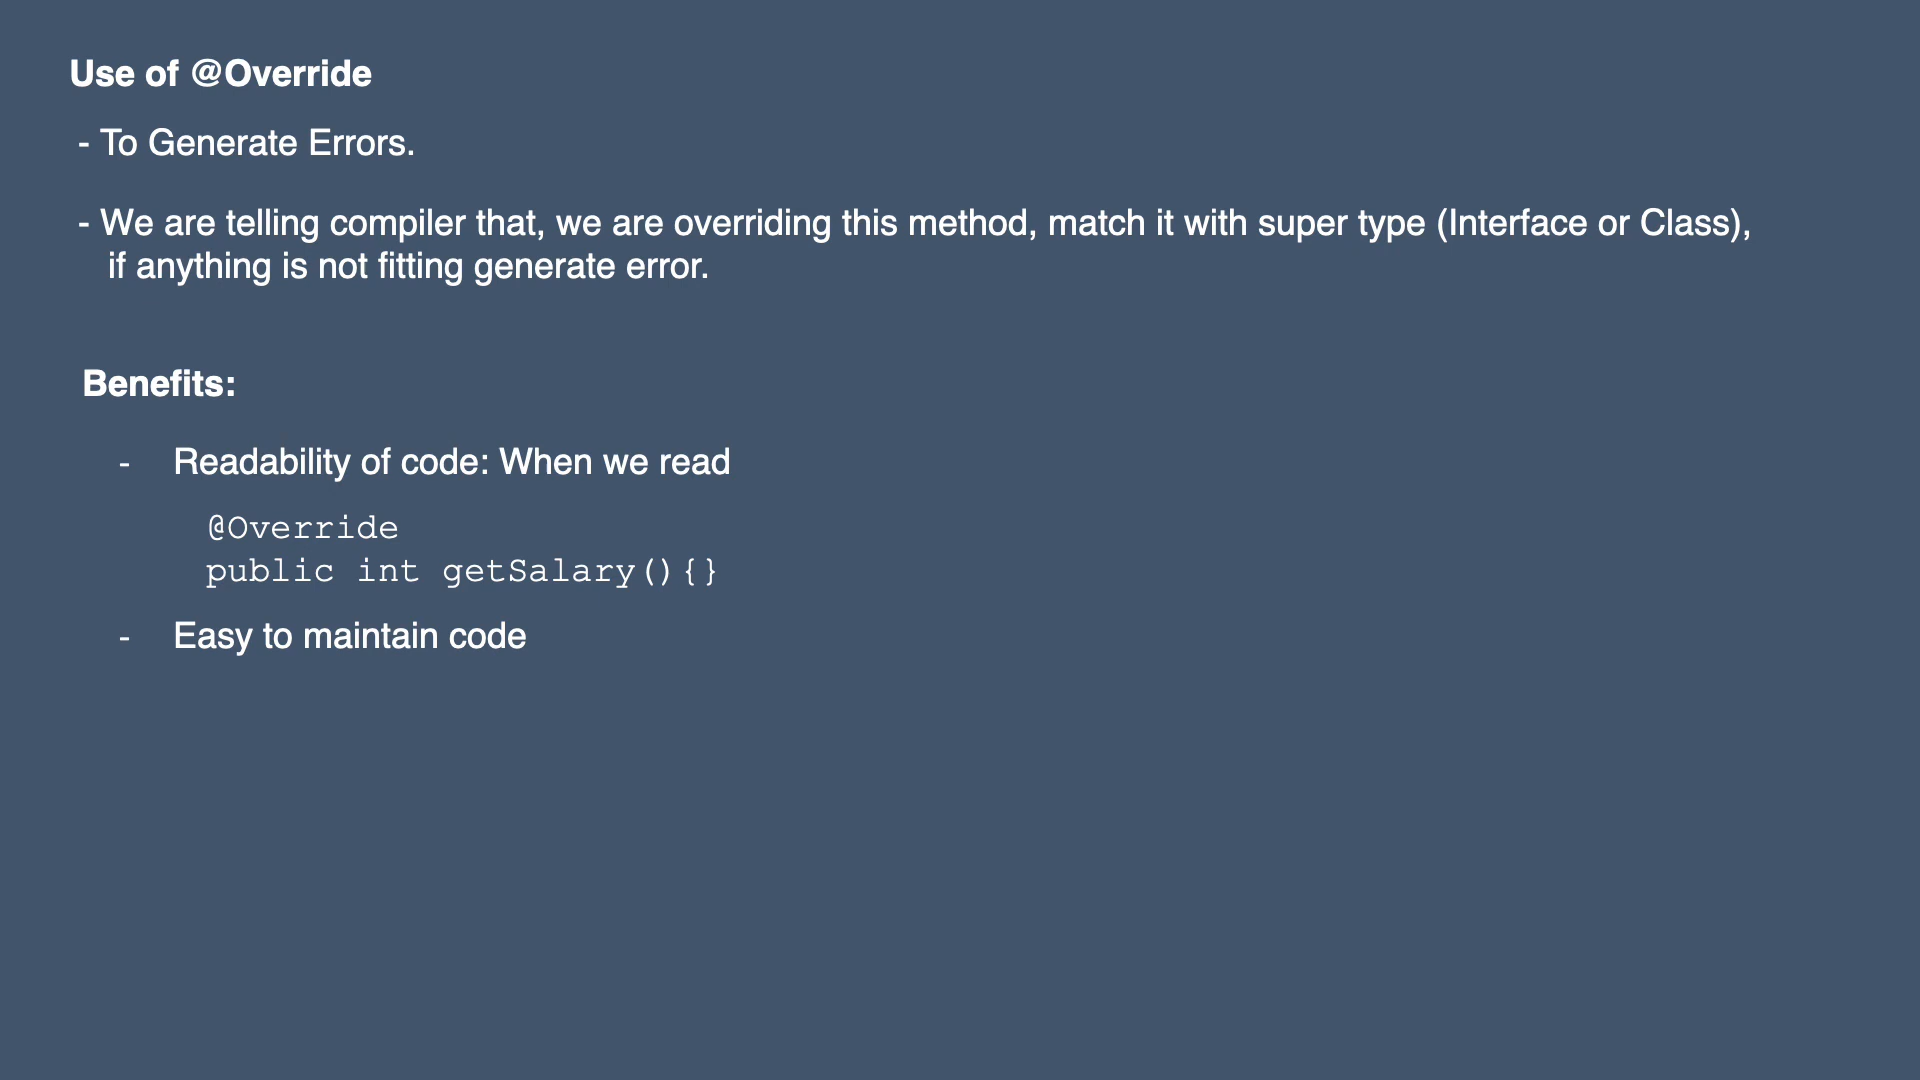 Use of @Override
- To Generate Errors.
- We are telling compiler that, we are overriding this method, match it with super type (Interface or Class),
if anything is not fitting generate error.
Benefits:
- Readability of code: When we read
@Override
public int getSalary(){}
- Easy to maintain code